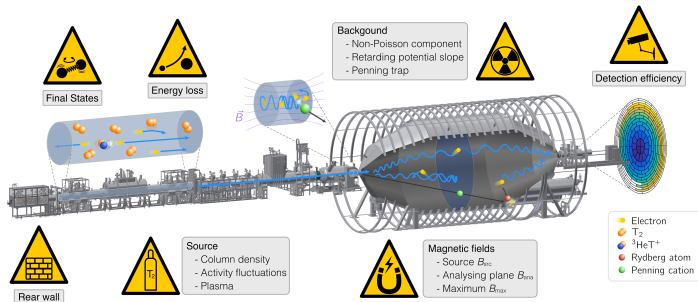 Final States
Energy loss
Backgound
- Non-Poisson component
- Retarding potential slope
- Penning trap
Detection efficiency
B
Rear wall
T₂
Source
- Column density
- Activity fluctuations
- Plasma
Magnetic fields
- Source Bsrc
- Analysing plane Bana
- Maximum Bmax
Electron
T₂
³HeT⁺
Rydberg atom
Penning cation